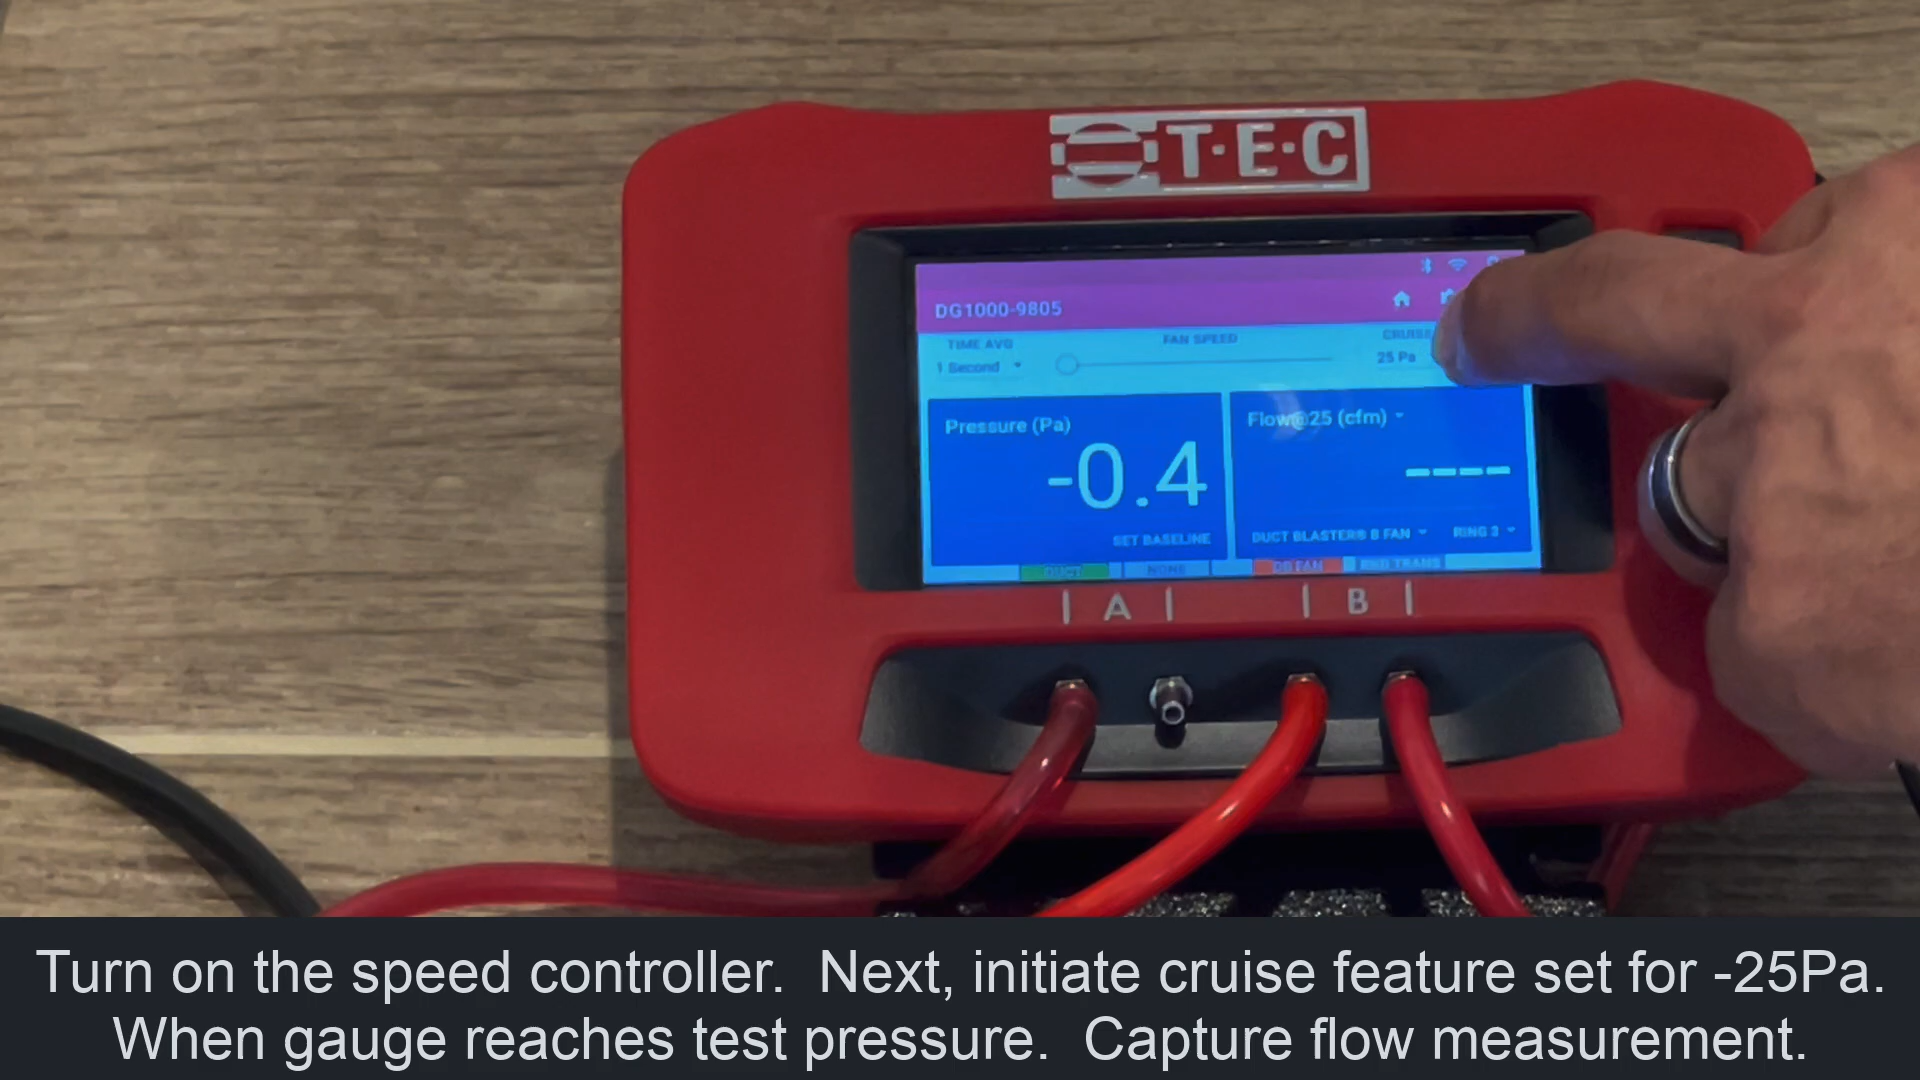 T·E·C
DG1000-9805
TIME AVG
FAN SPEED
CRUISE
1 Second
25 Pa
Pressure (Pa)
Flow@25 (cfm)
-0.4
----
SET BASELINE
DUCT BLASTER® B FAN
RING 3
DUCT
NONE
DB FAN
RED TRANS
A
B
Turn on the speed controller. Next, initiate cruise feature set for -25Pa.
When gauge reaches test pressure. Capture flow measurement.